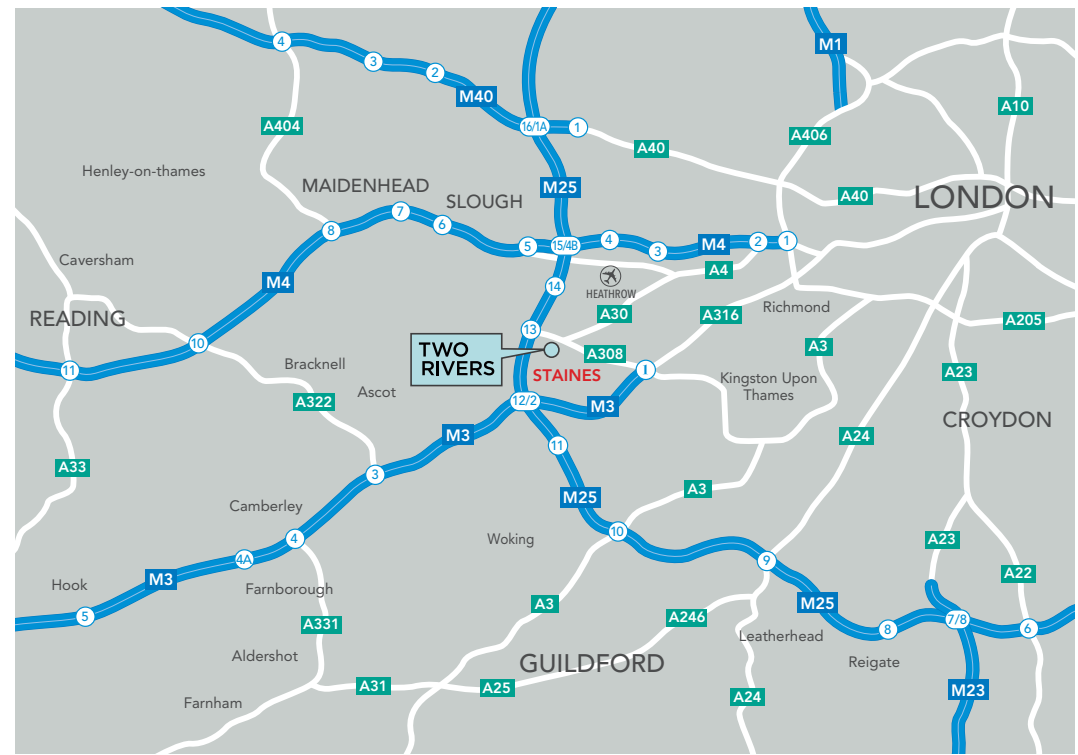 M1
4
3
2
M40
A10
A404
16/1A
1
A406
A40
Henley-on-thames
MAIDENHEAD
SLOUGH
M25
A40
LONDON
7
8
6
5
15/4B
4
3
M4
2
1
Caversham
A4
M4
14
HEATHROW
Richmond
READING
A30
A316
A205
10
13
TWO
RIVERS
A308
A3
11
Bracknell
STAINES
I
Kingston Upon
Thames
A23
Ascot
A322
12/2
M3
CROYDON
M3
A24
11
A33
3
A3
M25
Camberley
4
Woking
10
A23
4A
9
A22
Hook
M3
Farnborough
A3
M25
5
A331
A246
7/8
8
6
Leatherhead
Aldershot
GUILDFORD
Reigate
A31
A25
A24
M23
Farnham